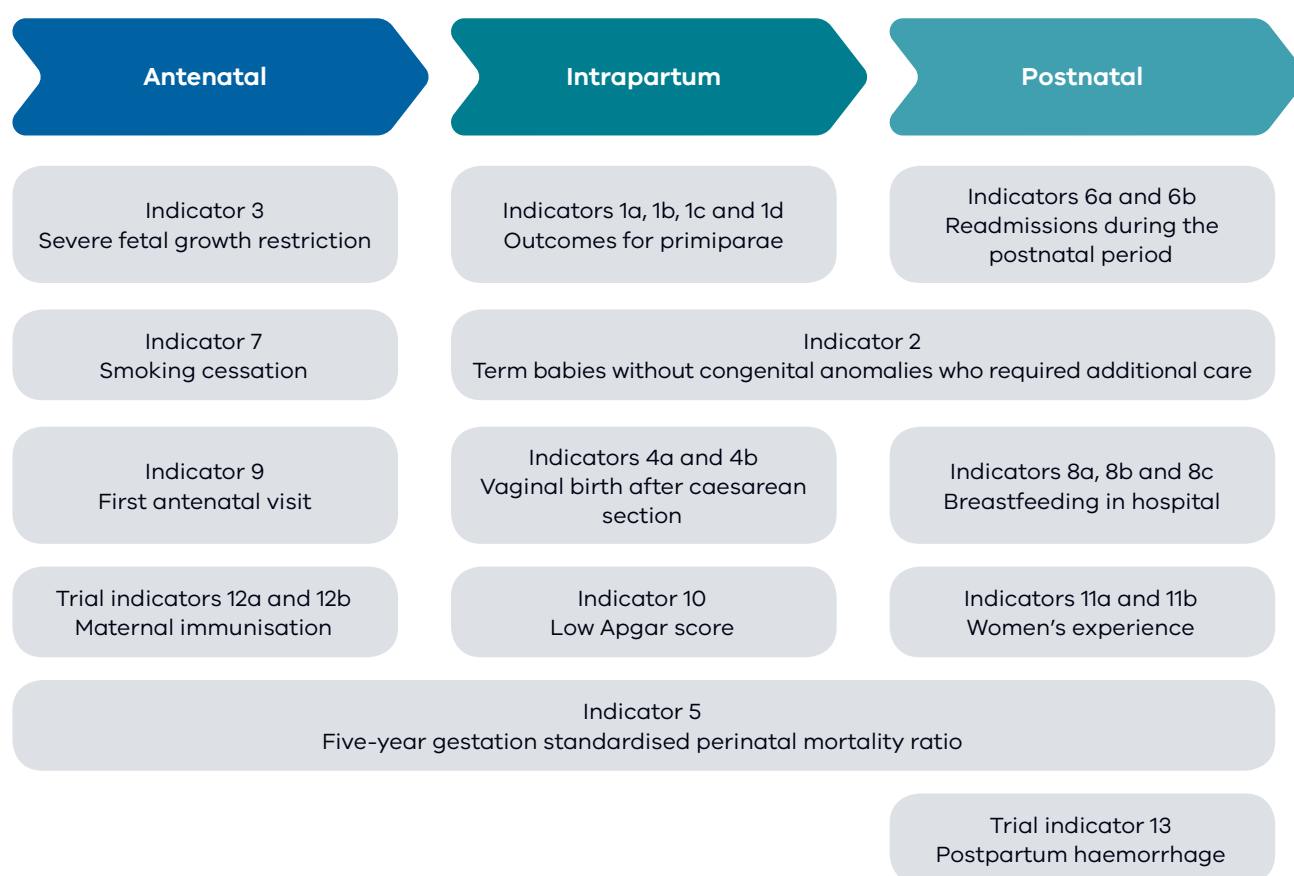 Antenatal
Intrapartum
Postnatal
Indicator 3
Severe fetal growth restriction
Indicators 1a, 1b, 1c and 1d
Outcomes for primiparae
Indicators 6a and 6b
Readmissions during the
postnatal period
Indicator 7
Smoking cessation
Indicator 2
Term babies without congenital anomalies who required additional care
Indicator 9
First antenatal visit
Indicators 4a and 4b
Vaginal birth after caesarean
section
Indicators 8a, 8b and 8c
Breastfeeding in hospital
Trial indicators 12a and 12b
Maternal immunisation
Indicator 10
Low Apgar score
Indicators 11a and 11b
Women’s experience
Indicator 5
Five-year gestation standardised perinatal mortality ratio
Trial indicator 13
Postpartum haemorrhage